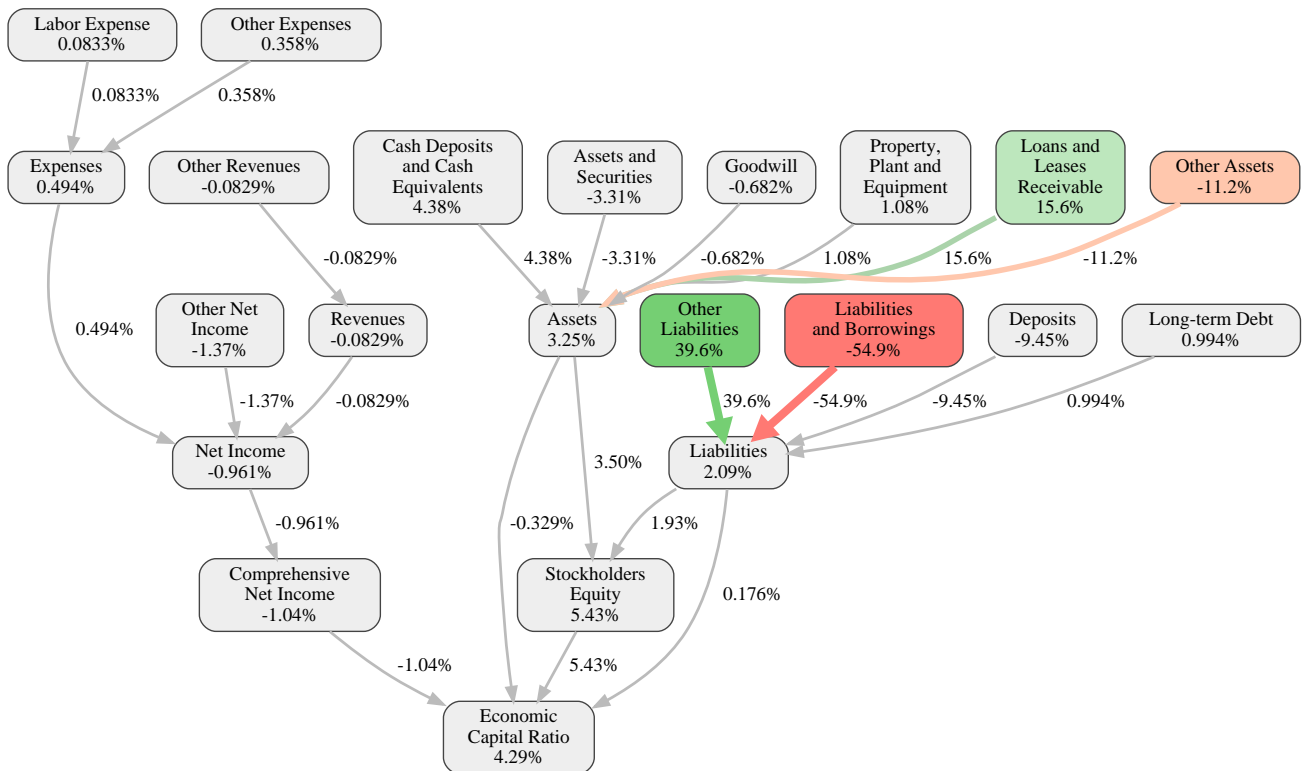 Labor Expense
0.0833%
Other Expenses
0.358%
0.0833%
0.358%
Expenses
0.494%
Other Revenues
-0.0829%
Cash Deposits
and Cash
Equivalents
4.38%
Assets and
Securities
-3.31%
Goodwill
-0.682%
Property,
Plant and
Equipment
1.08%
Loans and
Leases
Receivable
15.6%
Other Assets
-11.2%
-0.0829%
4.38%
-3.31%
-0.682%
1.08%
15.6%
-11.2%
0.494%
Other Net
Income
-1.37%
Revenues
-0.0829%
Assets
3.25%
Other
Liabilities
39.6%
Liabilities
and Borrowings
-54.9%
Deposits
-9.45%
Long-term Debt
0.994%
-1.37%
-0.0829%
39.6%
-54.9%
-9.45%
0.994%
Net Income
-0.961%
3.50%
Liabilities
2.09%
-0.961%
-0.329%
1.93%
Comprehensive
Net Income
-1.04%
Stockholders
Equity
5.43%
0.176%
-1.04%
5.43%
Economic
Capital Ratio
4.29%